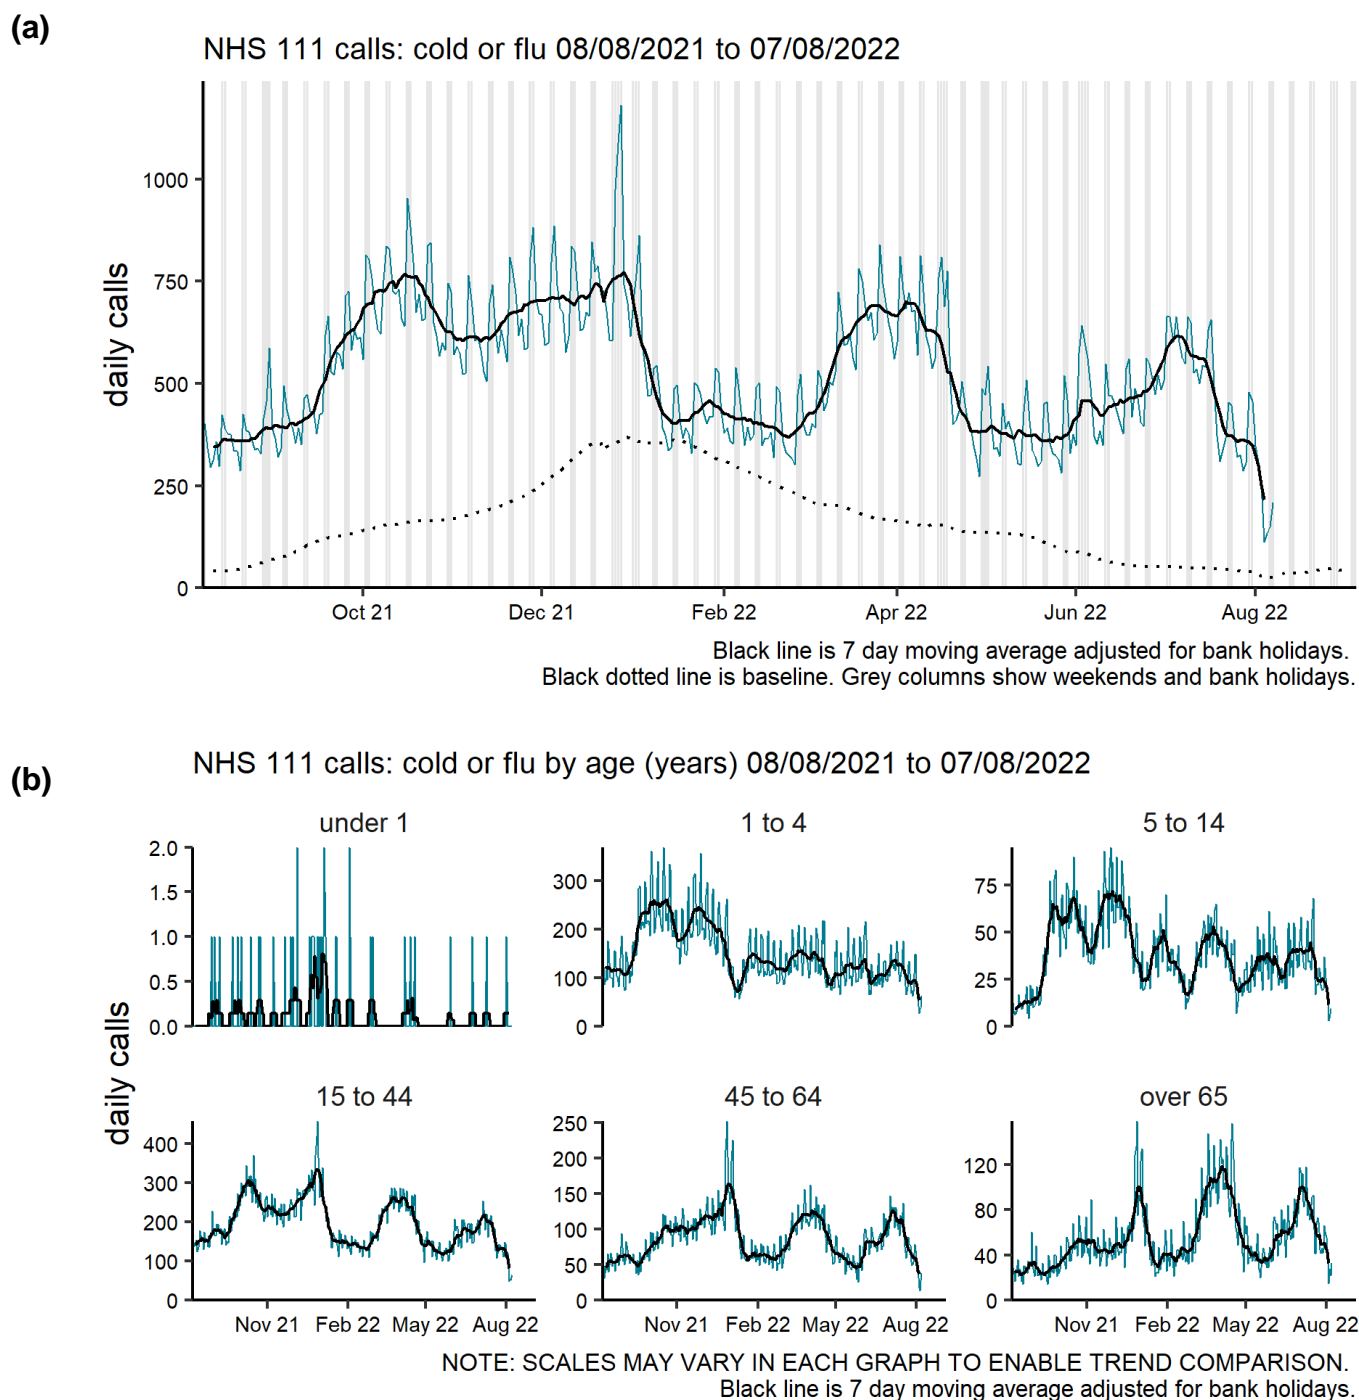 (a)
NHS 111 calls: cold or flu 08/08/2021 to 07/08/2022
daily calls
1000
750
500
250
0
Oct 21 Dec 21 Feb 22 Apr 22 Jun 22 Aug 22
Black line is 7 day moving average adjusted for bank holidays.
Black dotted line is baseline. Grey columns show weekends and bank holidays.
(b)
NHS 111 calls: cold or flu by age (years) 08/08/2021 to 07/08/2022
daily calls
under 1
2.0
1.5
1.0
0.5
0.0
1 to 4
300
200
100
0
5 to 14
75
50
25
0
15 to 44
400
300
200
100
0
Nov 21 Feb 22 May 22 Aug 22
45 to 64
250
200
150
100
50
0
Nov 21 Feb 22 May 22 Aug 22
over 65
120
80
40
0
Nov 21 Feb 22 May 22 Aug 22
NOTE: SCALES MAY VARY IN EACH GRAPH TO ENABLE TREND COMPARISON.
Black line is 7 day moving average adjusted for bank holidays.